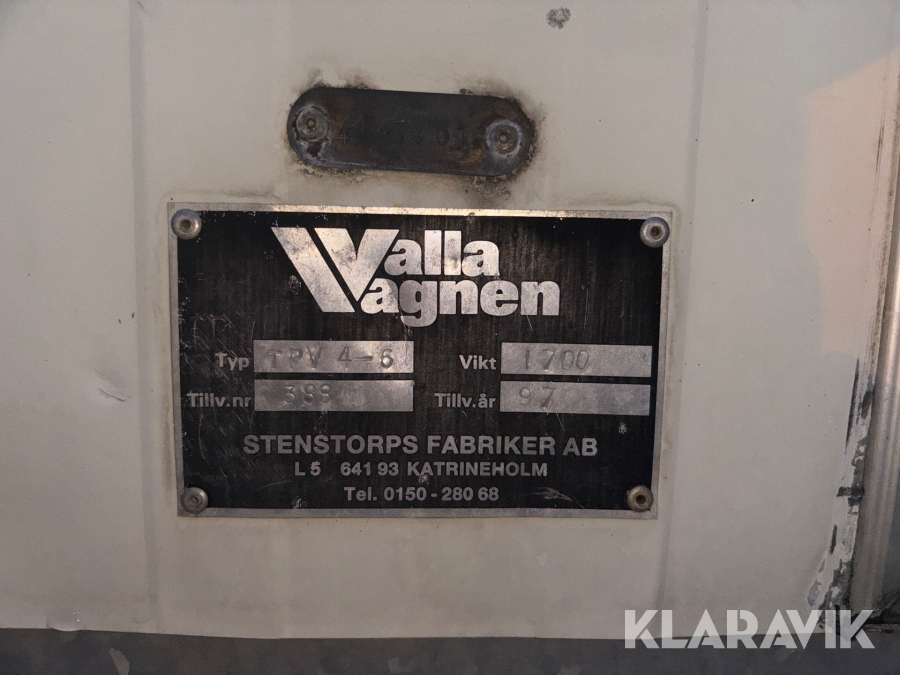 Valla
Vagnen
Typ TPV 4-6 Vikt 1700
Tillv.nr 388 Tillv.år 97
STENSTORPS FABRIKER AB
L 5 641 93 KATRINEHOLM
Tel. 0150 - 280 68
KLARAVIK